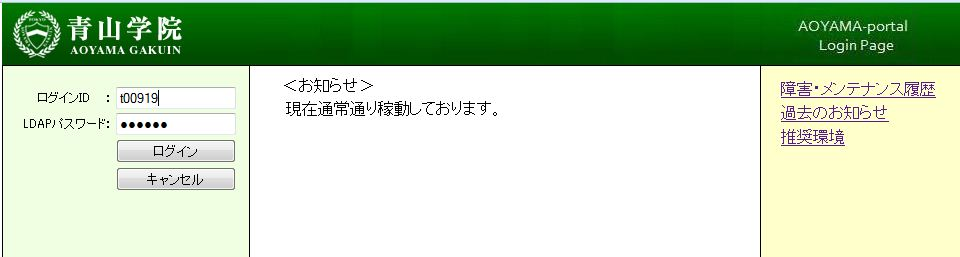 青山学院
AOYAMA GAKUIN
AOYAMA-portal
Login Page
ログインID : t00919
LDAPパスワード: ●●●●●●
ログイン
キャンセル
＜お知らせ＞
現在通常通り稼動しております。
障害・メンテナンス履歴
過去のお知らせ
推奨環境